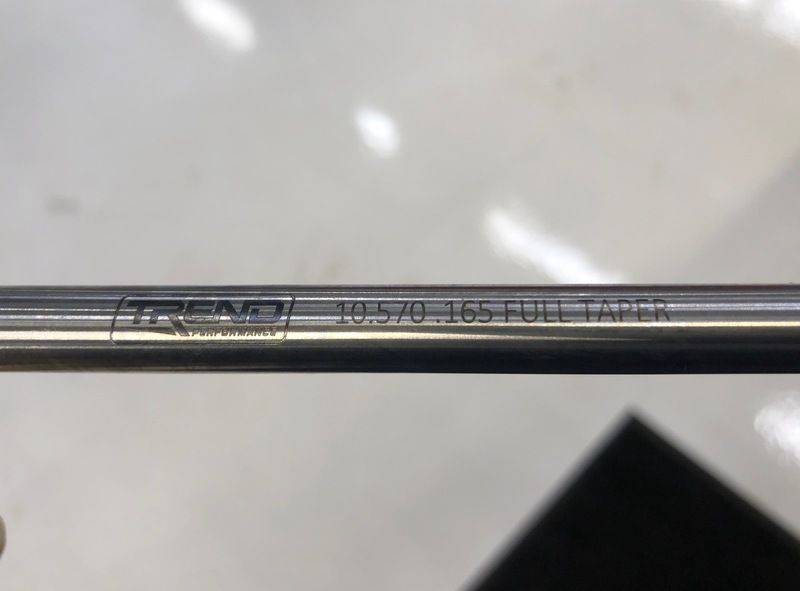 TREND
PERFORMANCE
10.570 .165 FULL TAPER